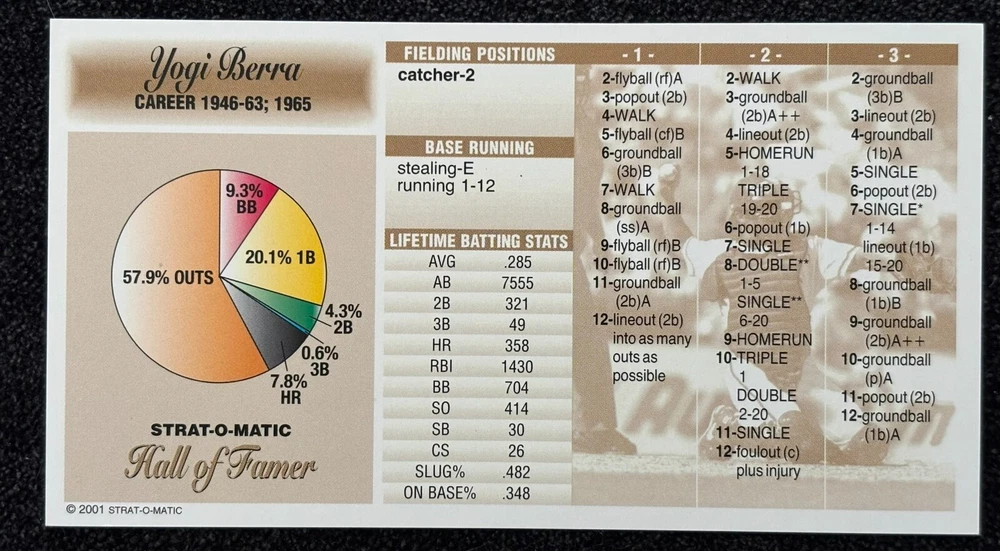 Yogi Berra
CAREER 1946-63; 1965
9.3%
BB
20.1% 1B
57.9% OUTS
4.3%
2B
0.6%
3B
7.8%
HR
STRAT-O-MATIC
Hall of Famer
© 2001 STRAT-O-MATIC
FIELDING POSITIONS
catcher-2
BASE RUNNING
stealing-E
running 1-12
LIFETIME BATTING STATS
AVG .285
AB 7555
2B 321
3B 49
HR 358
RBI 1430
BB 704
SO 414
SB 30
CS 26
SLUG% .482
ON BASE% .348
- 1 -
2-flyball (rf)A
3-popout (2b)
4-WALK
5-flyball (cf)B
6-groundball
(3b)B
7-WALK
8-groundball
(ss)A
9-flyball (rf)B
10-flyball (rf)B
11-groundball
(2b)A
12-lineout (2b)
into as many
outs as
possible
- 2 -
2-WALK
3-groundball
(2b)A++
4-lineout (2b)
5-HOMERUN
1-18
TRIPLE
19-20
6-popout (1b)
7-SINGLE
8-DOUBLE**
1-5
SINGLE**
6-20
9-HOMERUN
10-TRIPLE
1
DOUBLE
2-20
11-SINGLE
12-foulout (c)
plus injury
- 3 -
2-groundball
(3b)B
3-lineout (2b)
4-groundball
(1b)A
5-SINGLE
6-popout (2b)
7-SINGLE*
1-14
lineout (1b)
15-20
8-groundball
(1b)B
9-groundball
(2b)A++
10-groundball
(p)A
11-popout (2b)
12-groundball
(1b)A